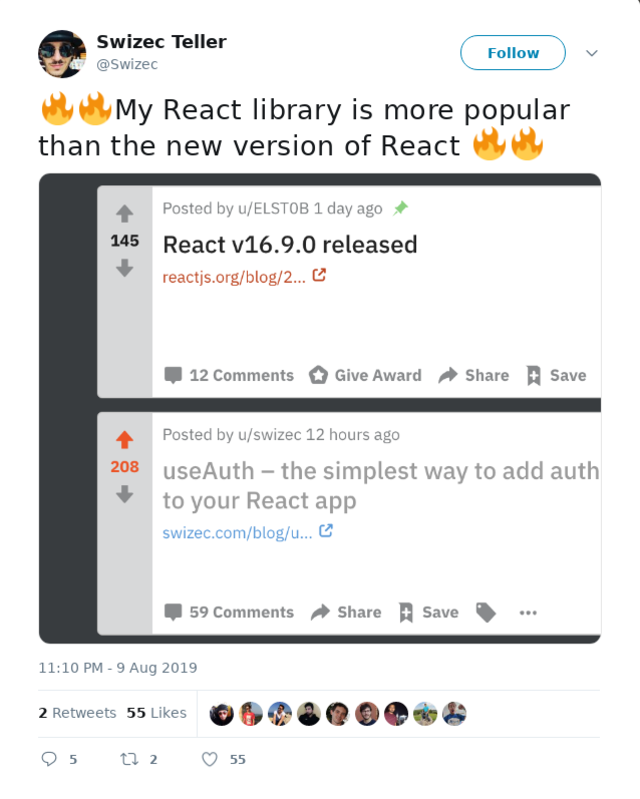 Swizec Teller
@Swizec
Follow
🔥🔥My React library is more popular
than the new version of React 🔥🔥
Posted by u/ELST0B 1 day ago
145
React v16.9.0 released
reactjs.org/blog/2...
12 Comments Give Award Share Save
Posted by u/swizec 12 hours ago
208
useAuth – the simplest way to add auth
to your React app
swizec.com/blog/u...
59 Comments Share Save
11:10 PM - 9 Aug 2019
2 Retweets 55 Likes
5 2 55